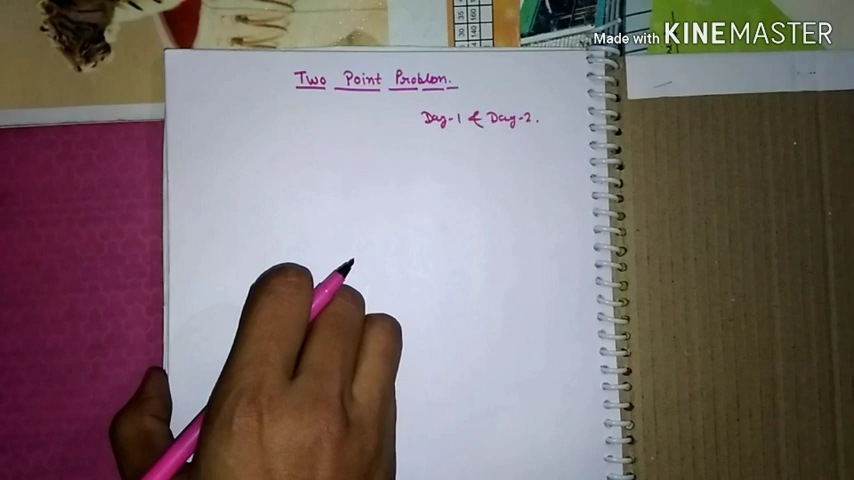 Made with KINEMASTER
Two Point Problem.
Day-1 & Day-2.